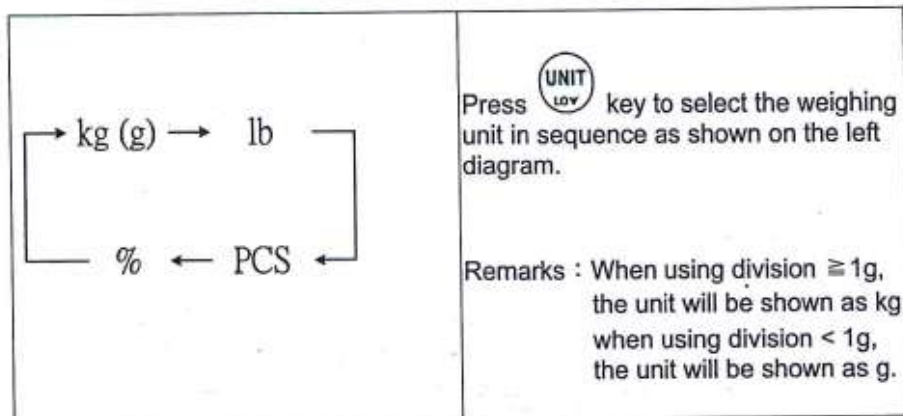 kg (g) → lb
% ← PCS
UNIT
LOW
Press key to select the weighing
unit in sequence as shown on the left
diagram.
Remarks : When using division ≧ 1g,
the unit will be shown as kg
when using division < 1g,
the unit will be shown as g.